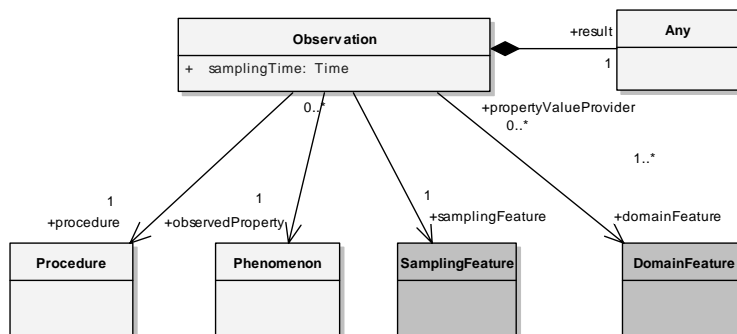 Observation
+ samplingTime: Time
+result
1
Any
0..*
+propertyValueProvider
0..*
1..*
1
+procedure
1
+observedProperty
1
+samplingFeature
+domainFeature
Procedure
Phenomenon
SamplingFeature
DomainFeature